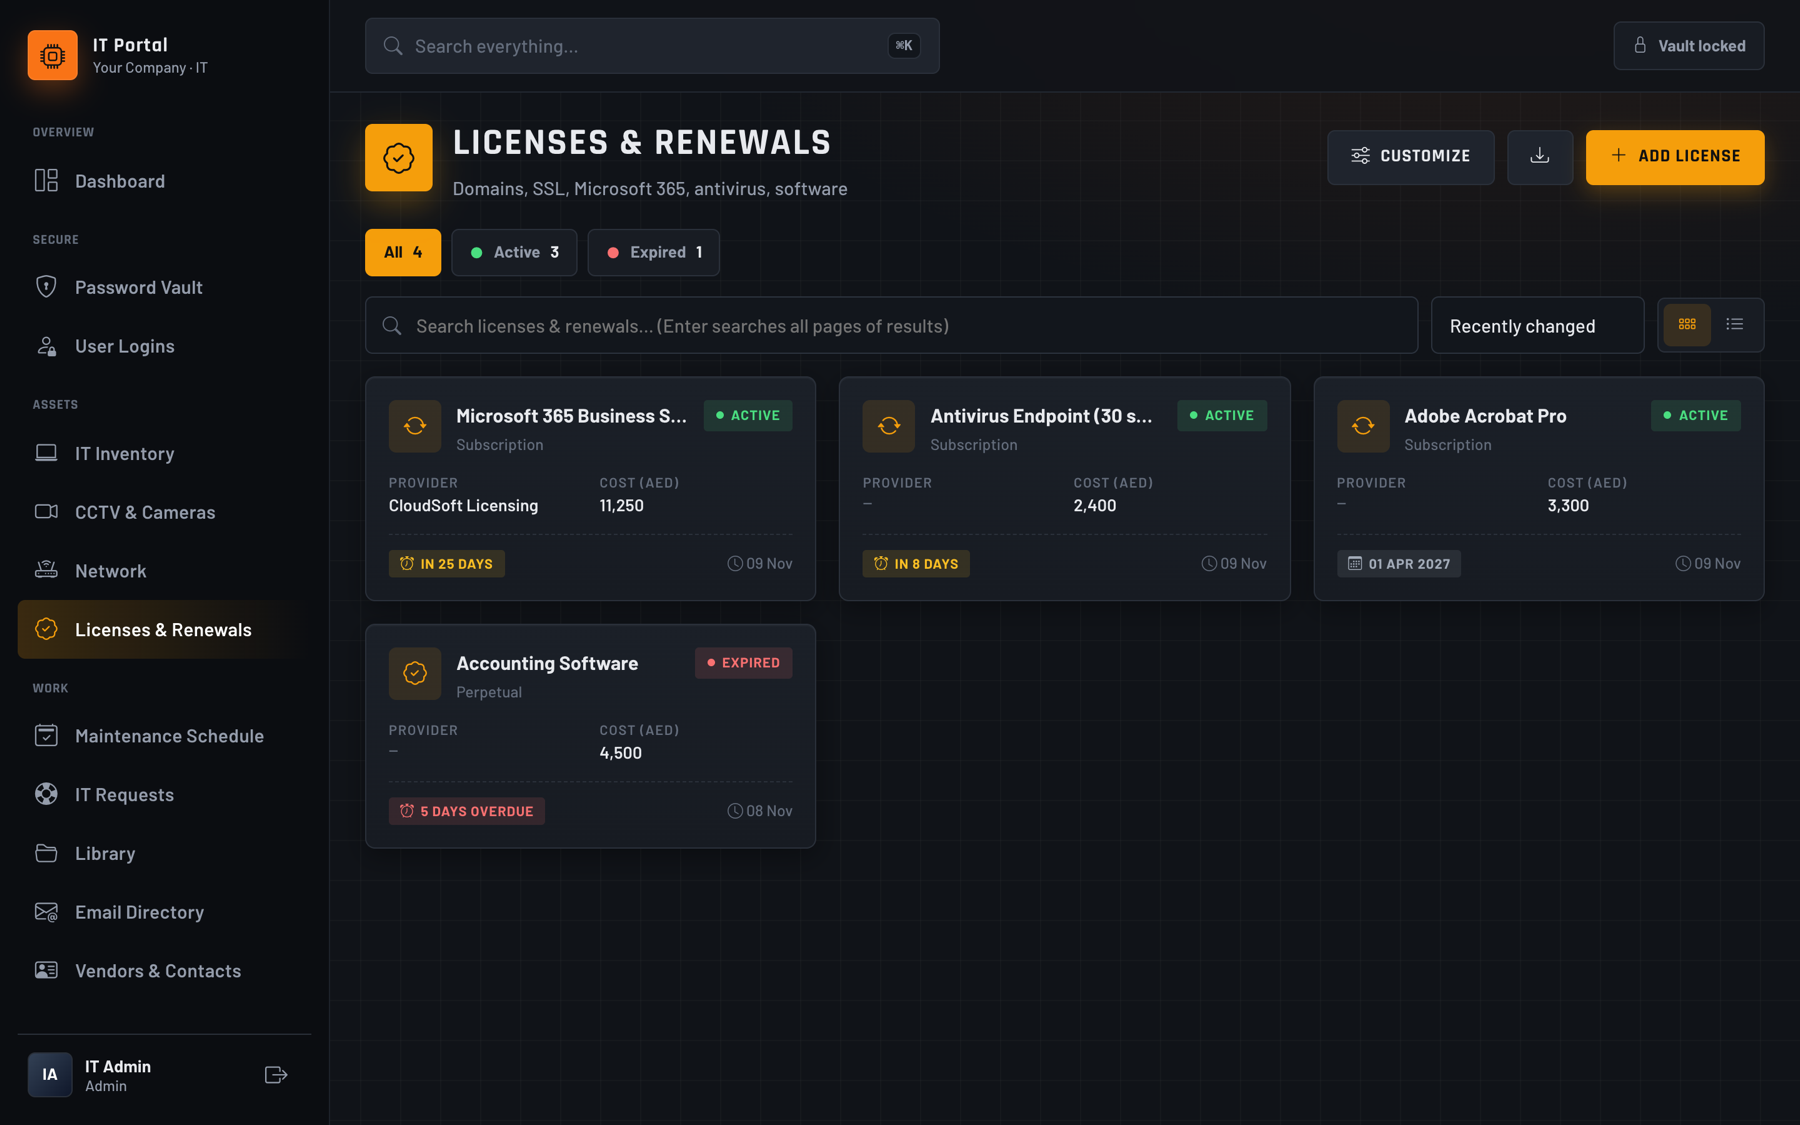 IT Portal
Your Company · IT
OVERVIEW
Dashboard
SECURE
Password Vault
User Logins
ASSETS
IT Inventory
CCTV & Cameras
Network
Licenses & Renewals
WORK
Maintenance Schedule
IT Requests
Library
Email Directory
Vendors & Contacts
IA
IT Admin
Admin
Search everything...
⌘K
Vault locked
LICENSES & RENEWALS
Domains, SSL, Microsoft 365, antivirus, software
CUSTOMIZE
ADD LICENSE
All 4
Active 3
Expired 1
Search licenses & renewals... (Enter searches all pages of results)
Recently changed
Microsoft 365 Business S...
ACTIVE
Subscription
PROVIDER
COST (AED)
CloudSoft Licensing
11,250
IN 25 DAYS
09 Nov
Antivirus Endpoint (30 s...
ACTIVE
Subscription
PROVIDER
COST (AED)
–
2,400
IN 8 DAYS
09 Nov
Adobe Acrobat Pro
ACTIVE
Subscription
PROVIDER
COST (AED)
–
3,300
01 APR 2027
09 Nov
Accounting Software
EXPIRED
Perpetual
PROVIDER
COST (AED)
–
4,500
5 DAYS OVERDUE
08 Nov